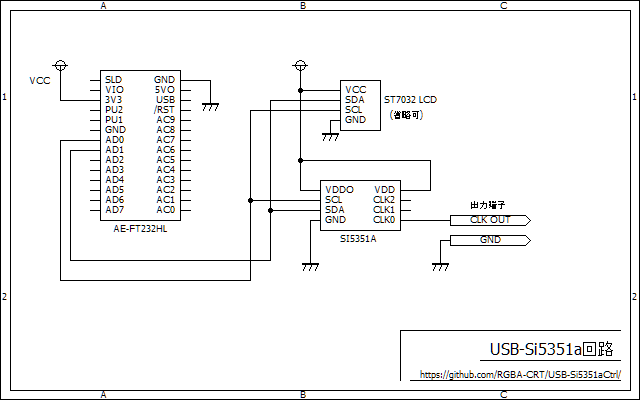 A B C
VCC
1 1
SLD GND
VIO 5VO
3V3 USB
PU2 /RST
PU1 AC9
GND AC8
AD0 AC7
AD1 AC6
AD2 AC5
AD3 AC4
AD4 AC3
AD5 AC2
AD6 AC1
AD7 AC0
AE-FT232HL
VCC
SDA
SCL
GND
ST7032 LCD
(省略可)
VDDO VDD
SCL CLK2
SDA CLK1
GND CLK0
SI5351A
出力端子
CLK OUT
GND
2 2
USB-Si5351a回路
https://github.com/RGBA-CRT/USB-Si5351aCtrl/
A B C